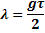 λ = gτ/2